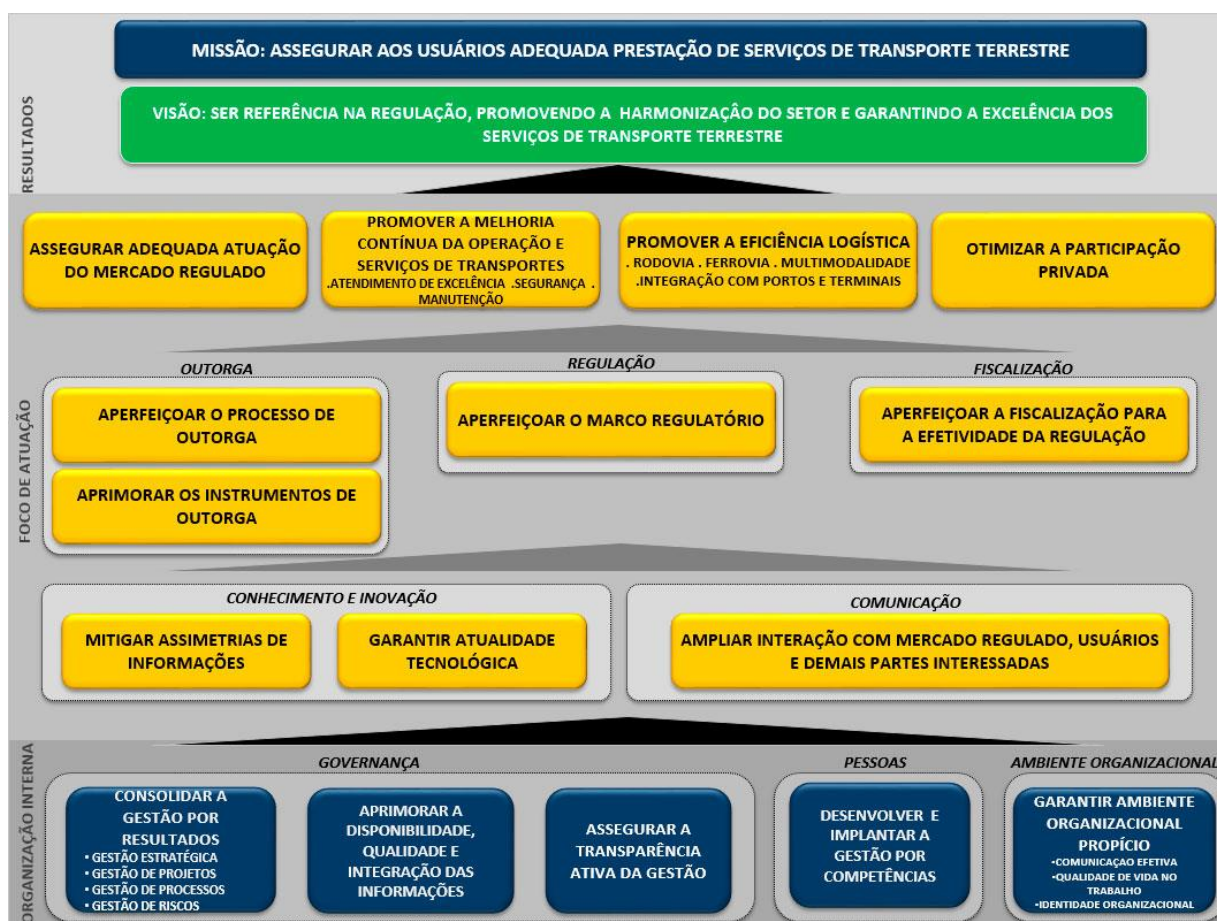 MISSÃO: ASSEGURAR AOS USUÁRIOS ADEQUADA PRESTAÇÃO DE SERVIÇOS DE TRANSPORTE TERRESTRE
VISÃO: SER REFERÊNCIA NA REGULAÇÃO, PROMOVENDO A HARMONIZAÇÂO DO SETOR E GARANTINDO A EXCELÊNCIA DOS
SERVIÇOS DE TRANSPORTE TERRESTRE
RESULTADOS
ASSEGURAR ADEQUADA ATUAÇÃO
DO MERCADO REGULADO
PROMOVER A MELHORIA
CONTÍNUA DA OPERAÇÃO E
SERVIÇOS DE TRANSPORTES
.ATENDIMENTO DE EXCELÊNCIA .SEGURANÇA .
MANUTENÇÃO
PROMOVER A EFICIÊNCIA LOGÍSTICA
. RODOVIA . FERROVIA . MULTIMODALIDADE
.INTEGRAÇÃO COM PORTOS E TERMINAIS
OTIMIZAR A PARTICIPAÇÃO
PRIVADA
FOCO DE ATUAÇÃO
OUTORGA
APERFEIÇOAR O PROCESSO DE
OUTORGA
APRIMORAR OS INSTRUMENTOS DE
OUTORGA
REGULAÇÃO
APERFEIÇOAR O MARCO REGULATÓRIO
FISCALIZAÇÃO
APERFEIÇOAR A FISCALIZAÇÃO PARA
A EFETIVIDADE DA REGULAÇÃO
CONHECIMENTO E INOVAÇÃO
MITIGAR ASSIMETRIAS DE
INFORMAÇÕES
GARANTIR ATUALIDADE
TECNOLÓGICA
COMUNICAÇÃO
AMPLIAR INTERAÇÃO COM MERCADO REGULADO, USUÁRIOS
E DEMAIS PARTES INTERESSADAS
ORGANIZAÇÃO INTERNA
GOVERNANÇA
CONSOLIDAR A
GESTÃO POR
RESULTADOS
• GESTÃO ESTRATÉGICA
• GESTÃO DE PROJETOS
• GESTÃO DE PROCESSOS
• GESTÃO DE RISCOS
APRIMORAR A
DISPONIBILIDADE,
QUALIDADE E
INTEGRAÇÃO DAS
INFORMAÇÕES
ASSEGURAR A
TRANSPARÊNCIA
ATIVA DA GESTÃO
PESSOAS
DESENVOLVER E
IMPLANTAR A
GESTÃO POR
COMPETÊNCIAS
AMBIENTE ORGANIZACIONAL
GARANTIR AMBIENTE
ORGANIZACIONAL
PROPÍCIO
•COMUNICAÇAO EFETIVA
•QUALIDADE DE VIDA NO
TRABALHO
•IDENTIDADE ORGANIZACIONAL